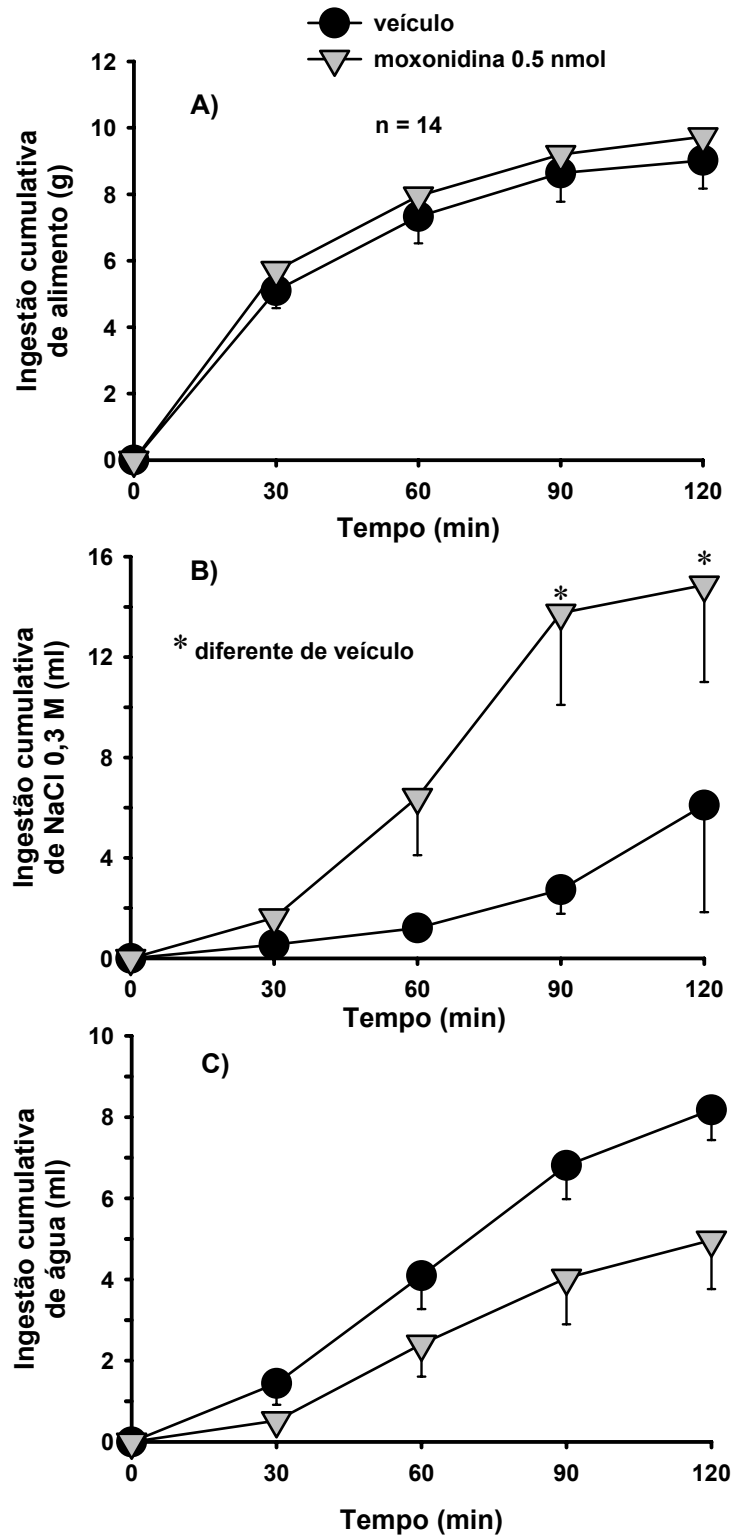 veículo
moxonidina 0.5 nmol
A)
n = 14
Ingestão cumulativa
de alimento (g)
12
10
8
6
4
2
0
0 30 60 90 120
Tempo (min)
B)
* diferente de veículo
*
*
Ingestão cumulativa
de NaCl 0,3 M (ml)
16
12
8
4
0
0 30 60 90 120
Tempo (min)
C)
Ingestão cumulativa
de água (ml)
10
8
6
4
2
0
0 30 60 90 120
Tempo (min)